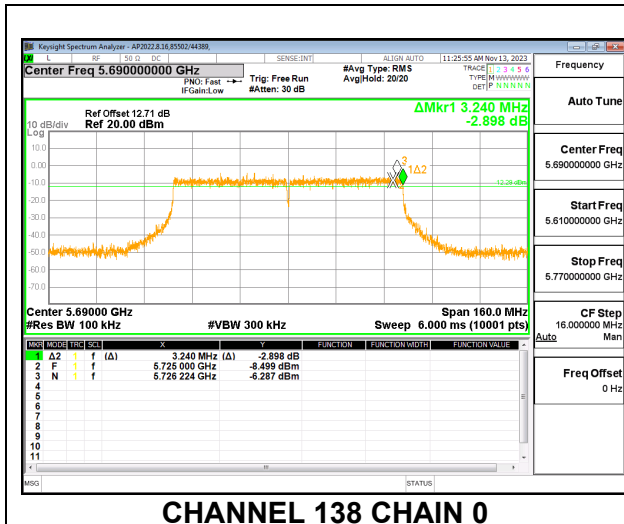 Keysight Spectrum Analyzer - AP2022.8.16,85502/44389,
L RF 50 Ω DC SENSE:INT ALIGN AUTO 11:25:55 AM Nov 13, 2023
Center Freq 5.690000000 GHz
PNO: Fast
IFGain:Low
Trig: Free Run
#Atten: 30 dB
#Avg Type: RMS
Avg|Hold: 20/20
TRACE 1 2 3 4 5 6
TYPE M WWWWW
DET P N N N N N
Frequency
Auto Tune
Center Freq
5.690000000 GHz
Start Freq
5.610000000 GHz
Stop Freq
5.770000000 GHz
CF Step
16.000000 MHz
Auto Man
Freq Offset
0 Hz
ΔMkr1 3.240 MHz
-2.898 dB
Ref Offset 12.71 dB
10 dB/div Ref 20.00 dBm
Log
10.0
0.00
-10.0
-20.0
-30.0
-40.0
-50.0
-60.0
-70.0
3
1Δ2
Center 5.69000 GHz Span 160.0 MHz
#Res BW 100 kHz #VBW 300 kHz Sweep 6.000 ms (10001 pts)
MKR MODE TRC SCL X Y FUNCTION FUNCTION WIDTH FUNCTION VALUE
1 Δ2 1 f (Δ) 3.240 MHz (Δ) -2.898 dB
2 F 1 f 5.725 000 GHz -8.499 dBm
3 N 1 f 5.726 224 GHz -6.287 dBm
4
5
6
7
8
9
10
11
MSG STATUS
CHANNEL 138 CHAIN 0